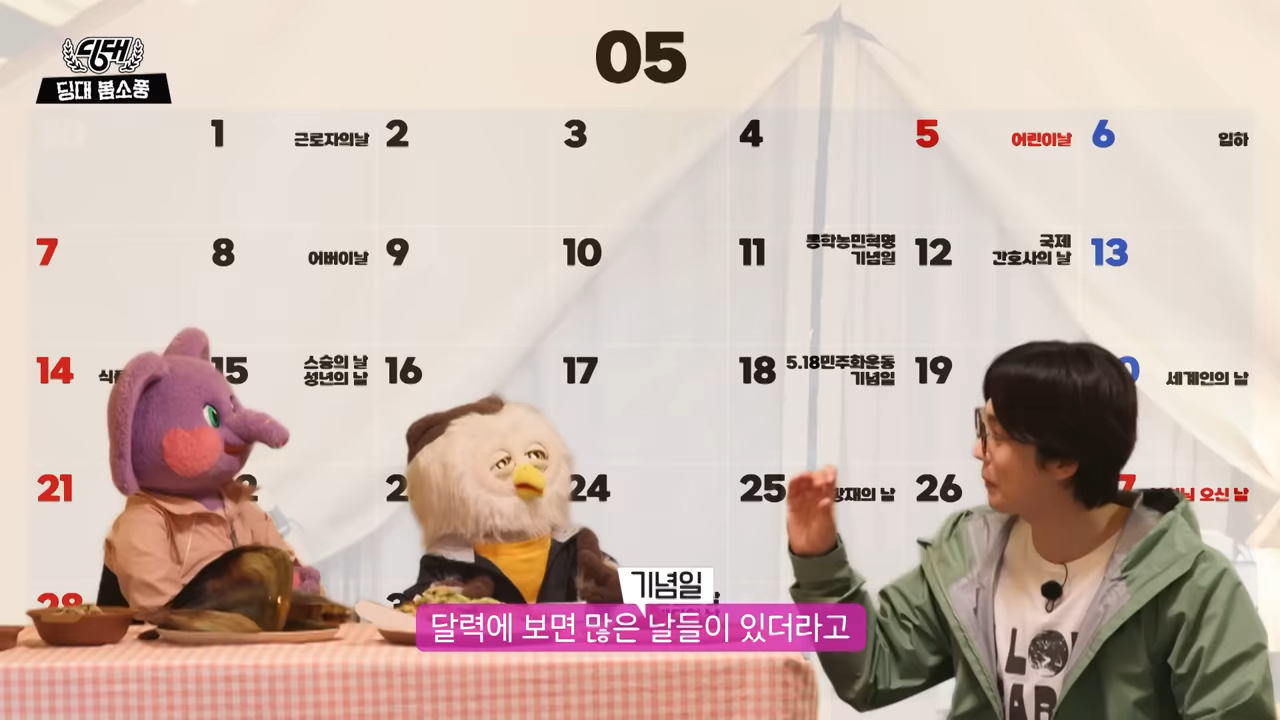 딩대
딩대 봄소풍
05
1 근로자의날
2
3
4
5 어린이날
6 입하
7
8 어버이날
9
10
11 동학농민혁명
기념일
12 국제
간호사의 날
13
14
15 스승의 날
성년의 날
16
17
18 5.18민주화운동
기념일
19
세계인의 날
21
24
25
26
오신 날
28
기념일
달력에 보면 많은 날들이 있더라고